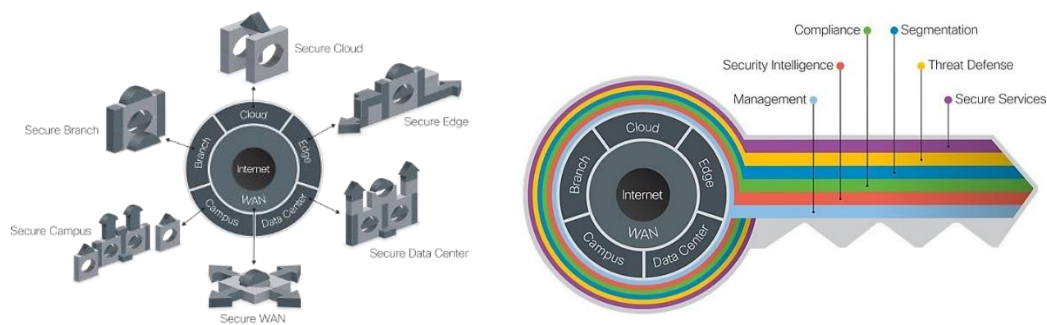 Secure Cloud
Secure Branch
Secure Edge
Cloud
Branch
Edge
Internet
WAN
Campus
Data Center
Secure Campus
Secure Data Center
Secure WAN
Compliance
Segmentation
Security Intelligence
Threat Defense
Management
Secure Services
Cloud
Branch
Edge
Internet
WAN
Campus
Data Center